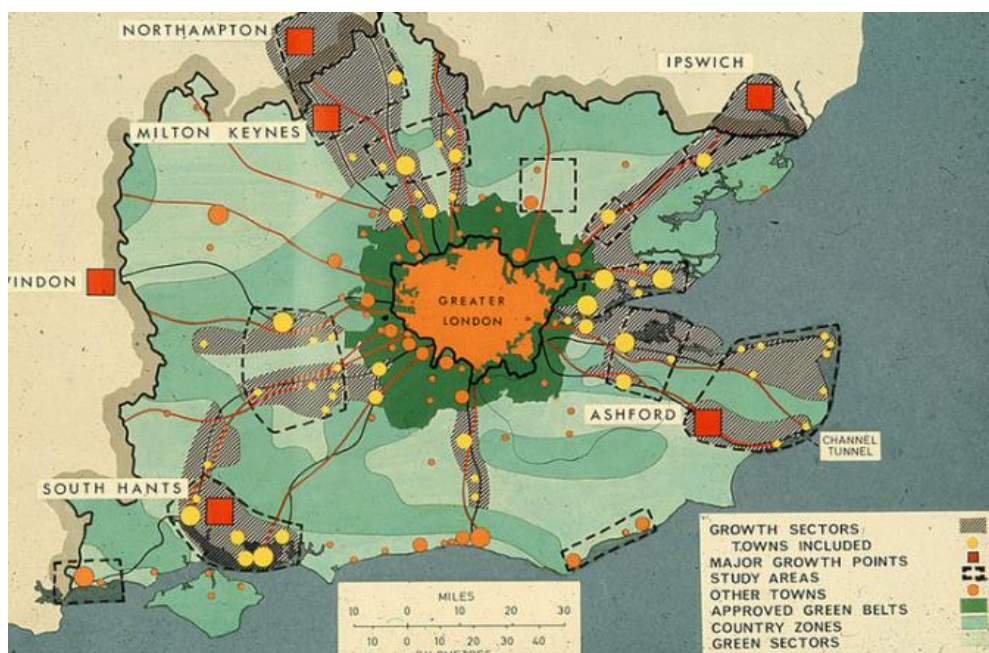 NORTHAMPTON
IPSWICH
MILTON KEYNES
VINDON
GREATER
LONDON
ASHFORD
CHANNEL
TUNNEL
SOUTH HANTS
GROWTH SECTORS
TOWNS INCLUDED
MAJOR GROWTH POINTS
STUDY AREAS
OTHER TOWNS
APPROVED GREEN BELTS
COUNTRY ZONES
GREEN SECTORS
MILES
10 0 10 20 30
10 0 10 20 30 40